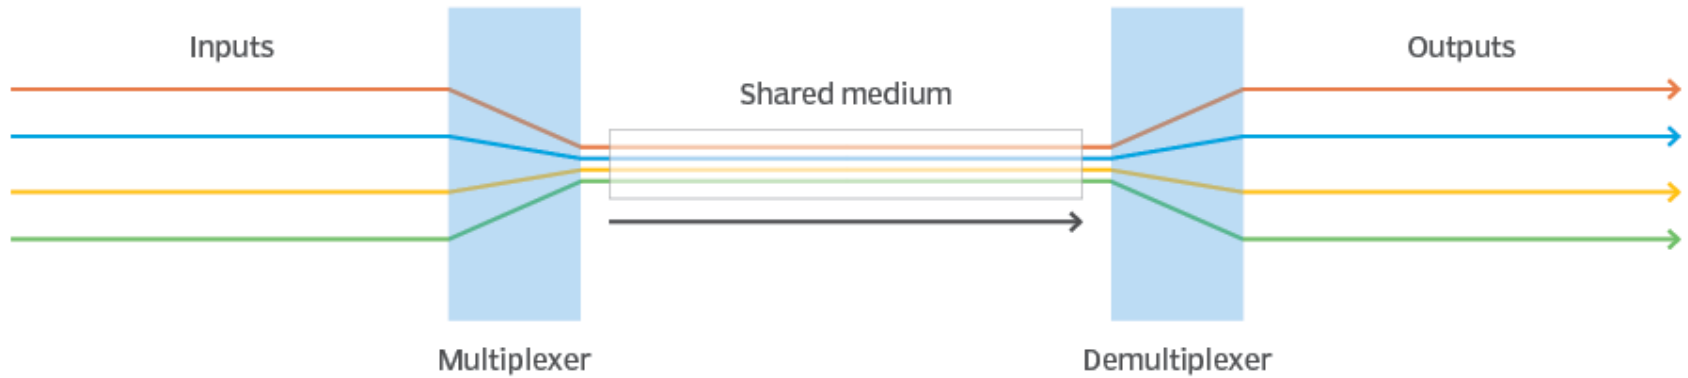 Inputs
Outputs
Shared medium
Multiplexer
Demultiplexer